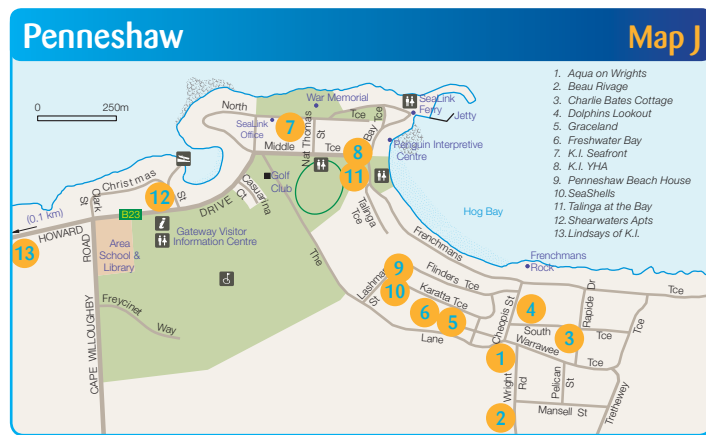 Penneshaw
Map J
0 250m
1. Aqua on Wrights
2. Beau Rivage
3. Charlie Bates Cottage
4. Dolphins Lookout
5. Graceland
6. Freshwater Bay
7. K.I. Seafront
8. K.I. YHA
9. Penneshaw Beach House
10. SeaShells
11. Talinga at the Bay
12. Shearwaters Apts
13. Lindsays of K.I.
War Memorial
SeaLink
Ferry
Jetty
North
Tce
SeaLink
Office
7
Nat Thomas
St
Bay Tce
Middle
Tce
8
Penguin Interpretive
Centre
11
Golf
Club
Casuarina
Ct
DRIVE
Christmas
St
12
Clark
St
B23
(0.1 km)
HOWARD
13
i
Gateway Visitor
Information Centre
Area
School &
Library
ROAD
CAPE WILLOUGHBY
Freycinet
Way
The
Lane
Talinga
Tce
Hog Bay
Frenchmans
Tce
Frenchmans
Rock
Lashmar
St
9
10
Flinders Tce
Karatta Tce
6
5
Cheopis St
4
South
Tce
Rapide Dr
3
Warrawee
Tce
1
Wright
Rd
Pelican
St
Mansell St
Trethewey
Tce
2